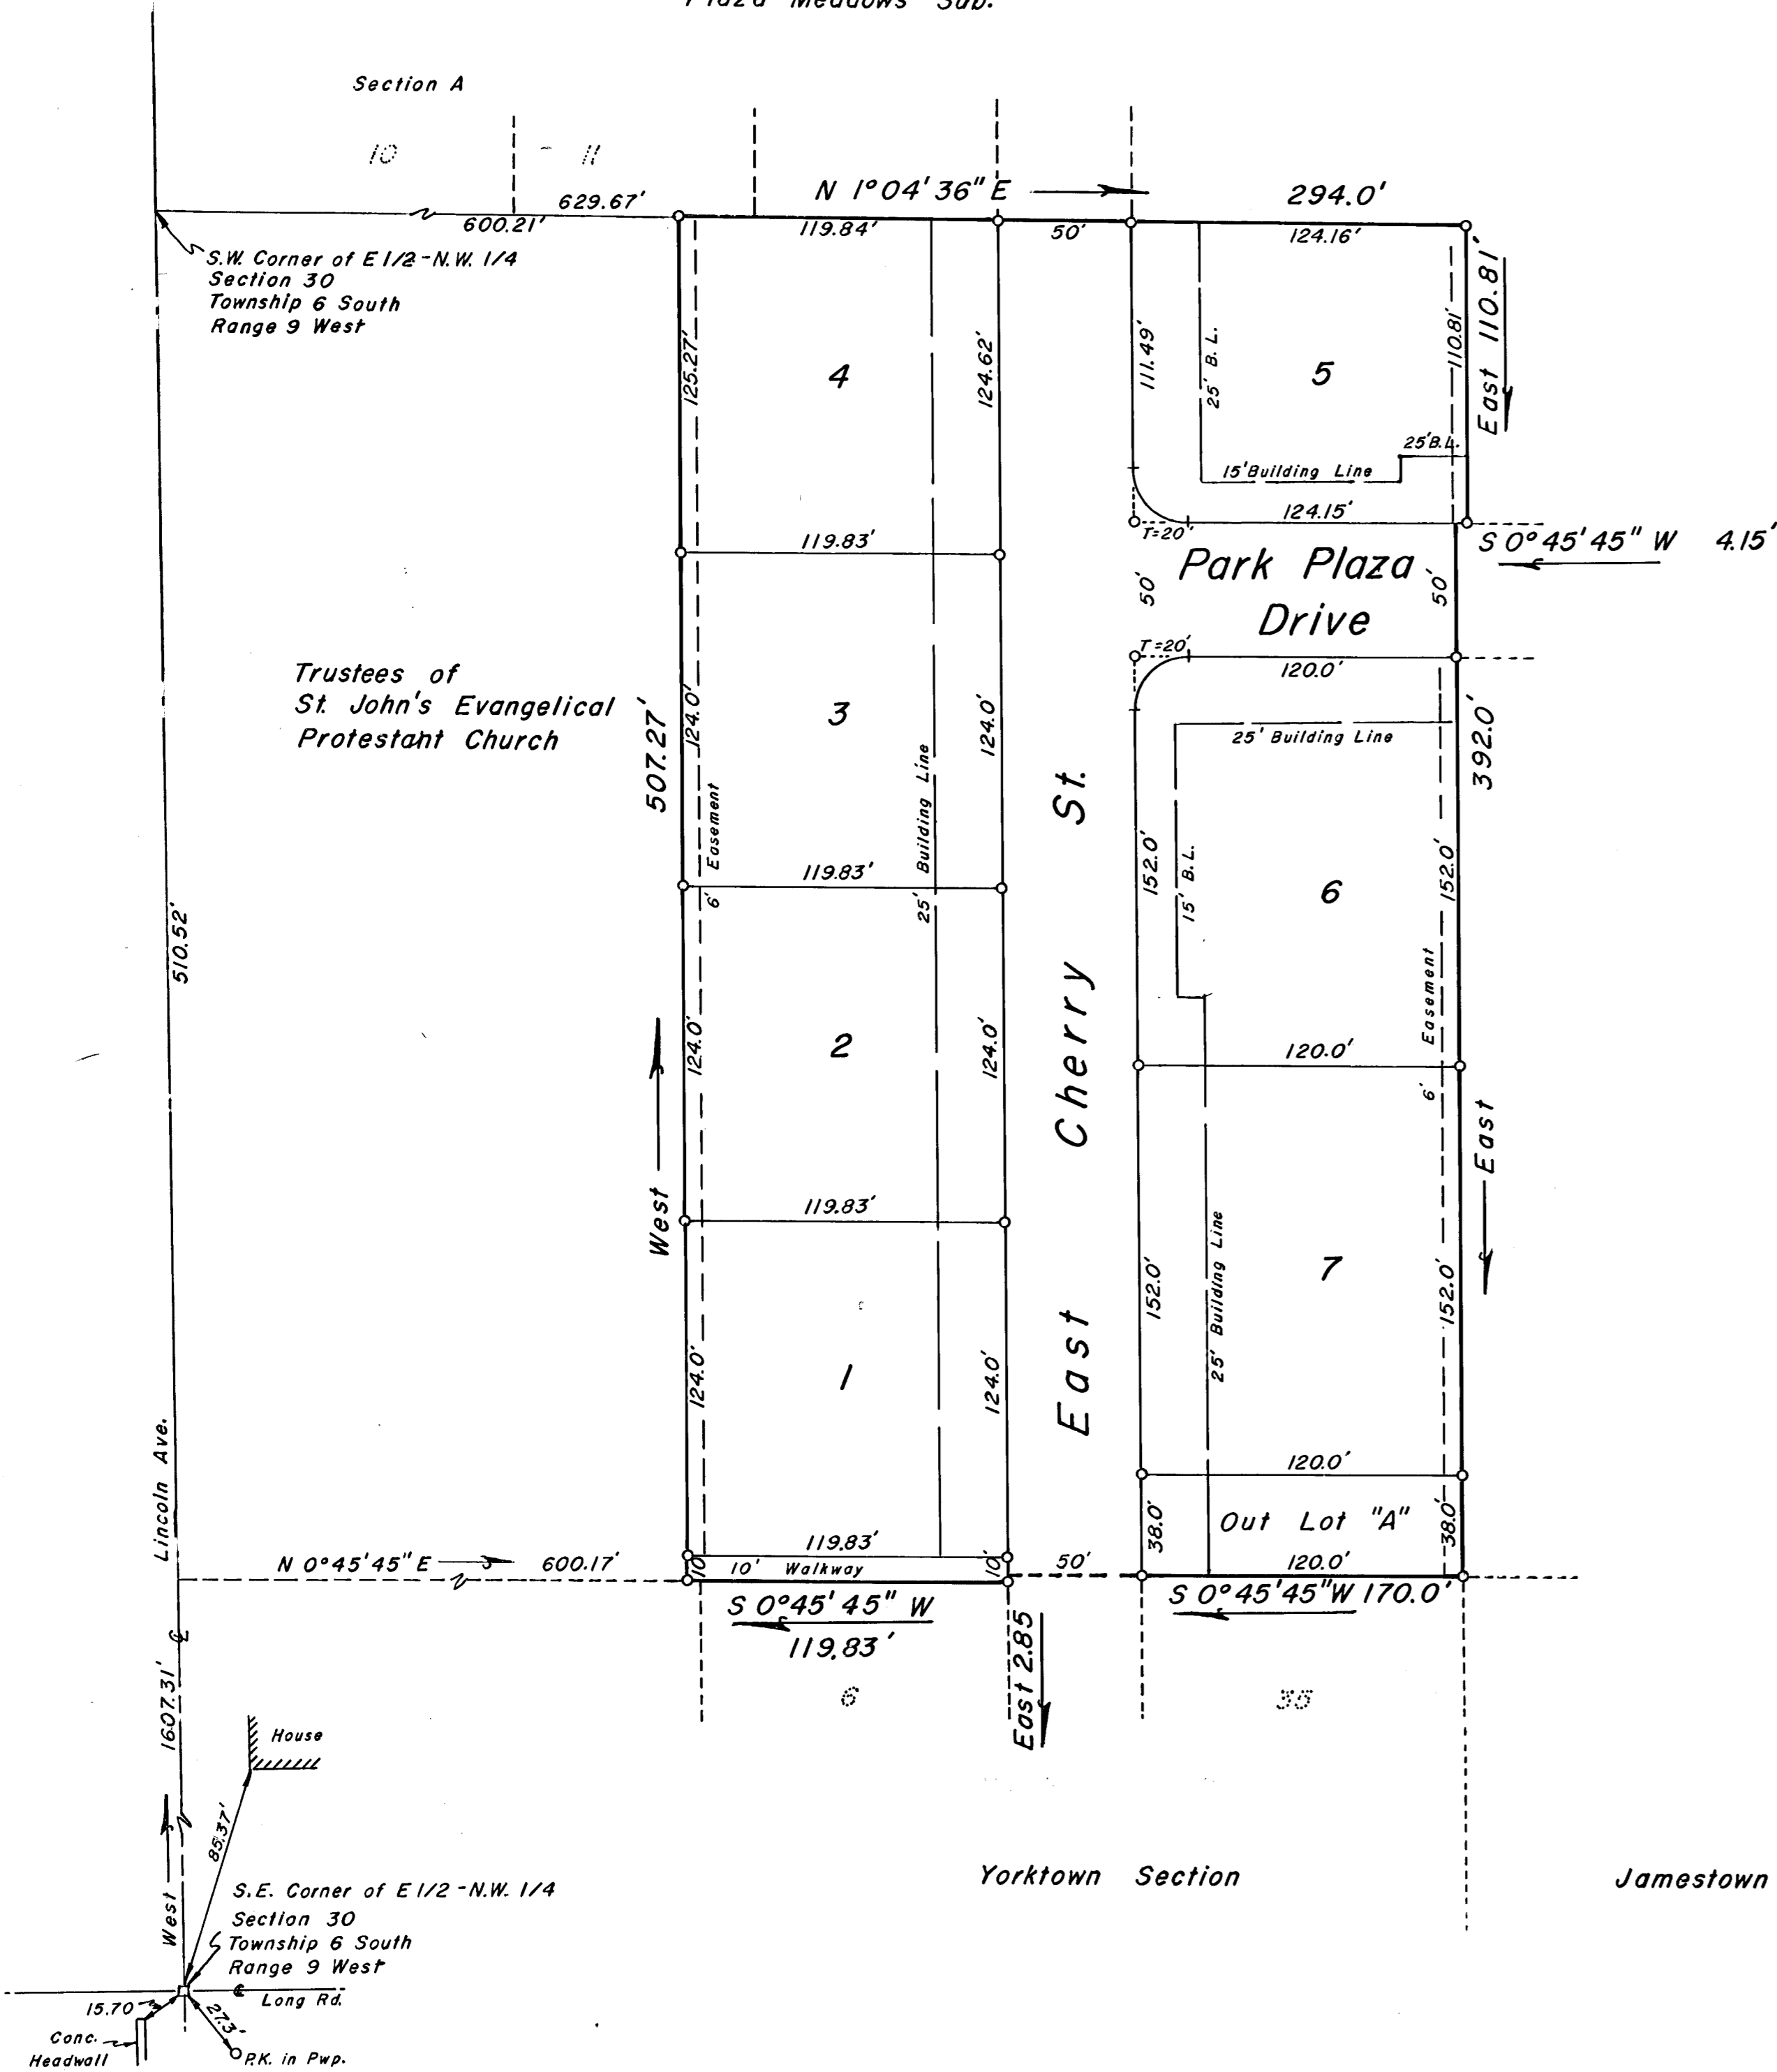 Plaza Meadows Sub.
Section A
10 - 11
N 1°04'36" E
294.0'
629.67'
600.21'
119.84'
50'
124.16'
S.W. Corner of E 1/2 - N.W. 1/4
Section 30
Township 6 South
Range 9 West
125.27'
4
124.62'
111.49'
25' B. L.
5
110.81'
East 110.81'
25' B.L.
15' Building Line
119.83'
124.15'
T=20'
S 0°45'45" W 4.15'
Park Plaza
Drive
50'
50'
T=20'
120.0'
Trustees of
St. John's Evangelical
Protestant Church
507.27'
124.0'
3
124.0'
25' Building Line
392.0'
6' Easement
25' Building Line
119.83'
152.0'
15' B. L.
6
152.0'
510.52'
West
124.0'
2
124.0'
6' Easement
120.0'
East
119.83'
East Cherry St.
124.0'
1
124.0'
152.0'
25' Building Line
7
152.0'
Lincoln Ave.
120.0'
38.0'
Out Lot "A"
38.0'
119.83'
N 0°45'45" E
600.17'
10'
10' Walkway
10'
50'
120.0'
S 0°45'45" W
119.83'
S 0°45'45" W 170.0'
East 2.85
6
35
℄
1607.31'
House
85.37'
West
Yorktown Section
Jamestown
S.E. Corner of E 1/2 - N.W. 1/4
Section 30
Township 6 South
Range 9 West
℄
Long Rd.
15.70
27.3'
Conc.
Headwall
P.K. in Pwp.